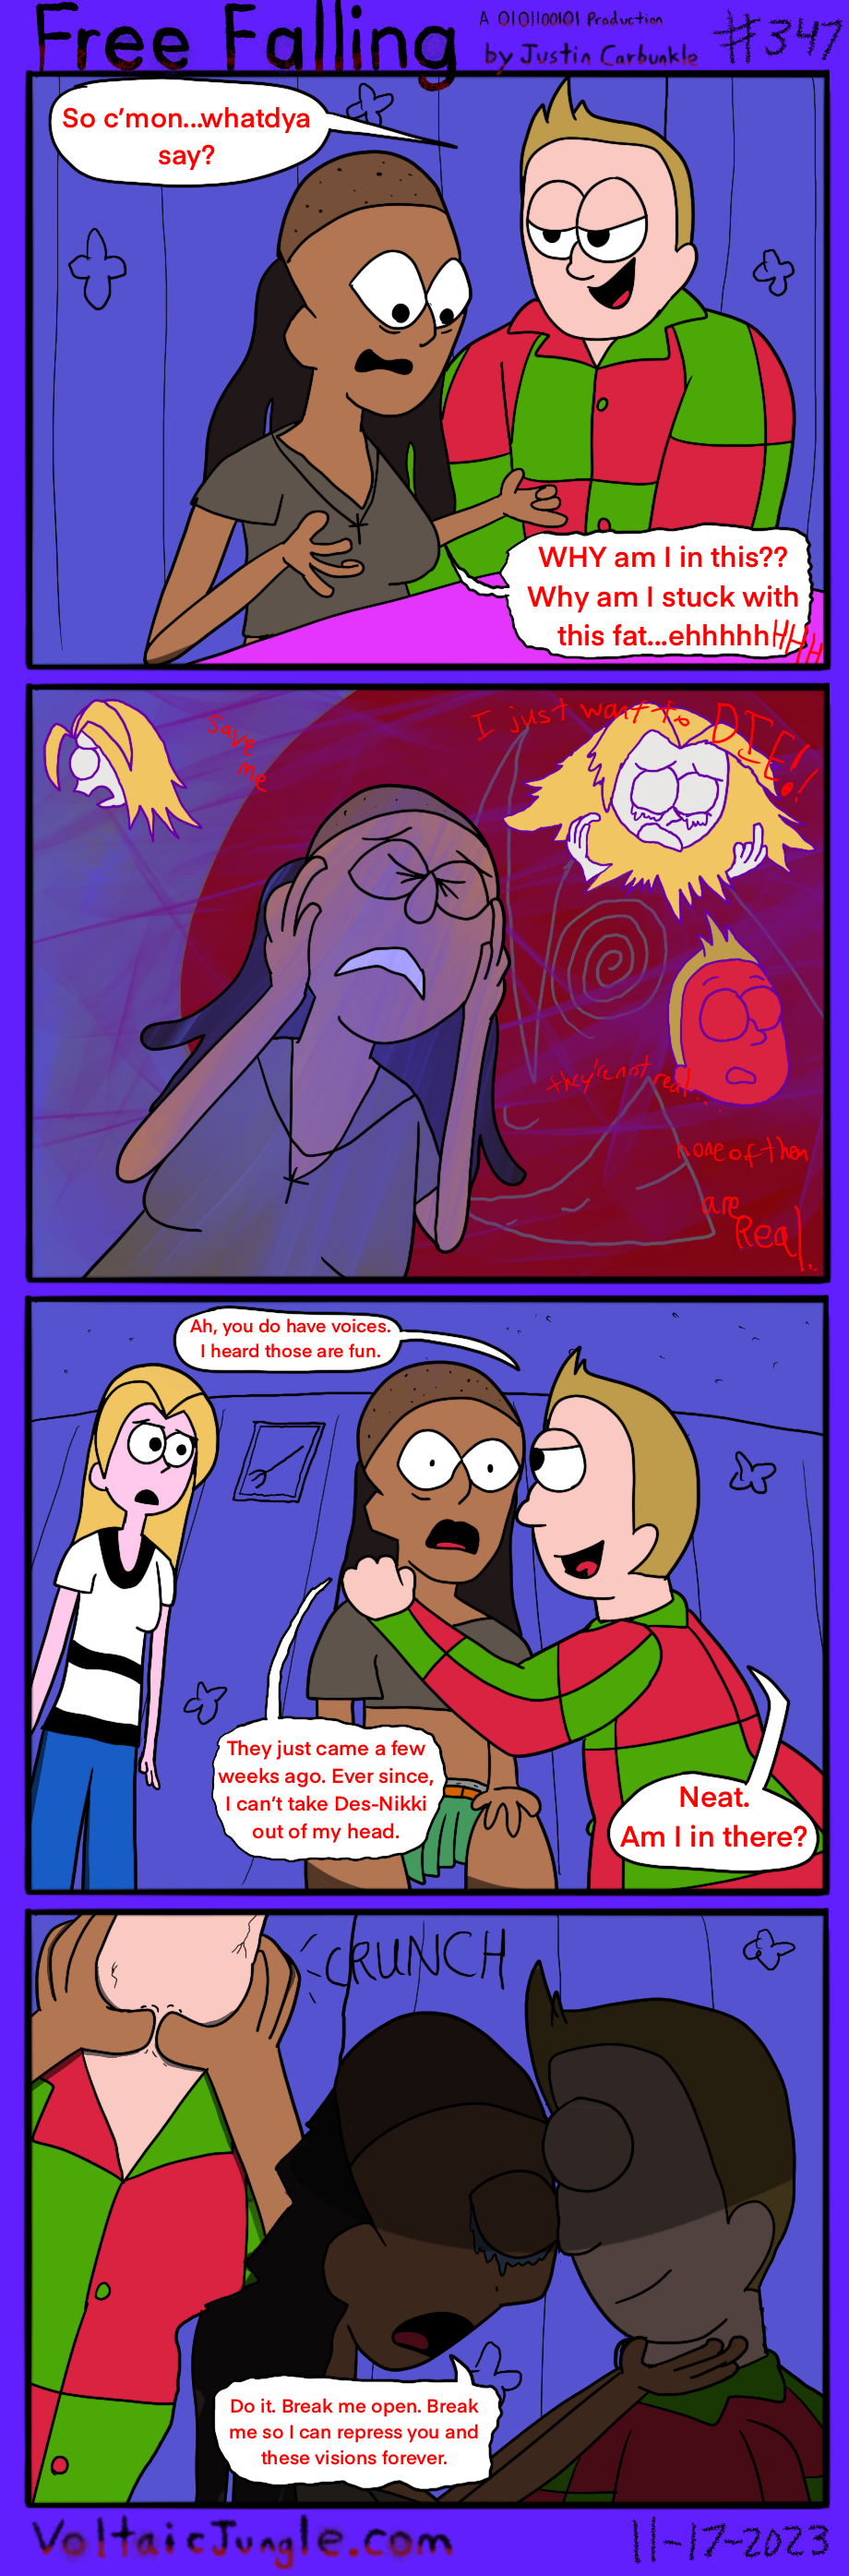 Free Falling
A 0101100101 Production
by Justin Carbunkle
#347
So c'mon...whatdya
say?
WHY am I in this??
Why am I stuck with
this fat...ehhhhhHHH
Save
me
I just want to DIE!!
they're not real...
none of them
are
Real.
Ah, you do have voices.
I heard those are fun.
They just came a few
weeks ago. Ever since,
I can't take Des-Nikki
out of my head.
Neat.
Am I in there?
CRUNCH
Do it. Break me open. Break
me so I can repress you and
these visions forever.
VoltaicJungle.com
11-17-2023